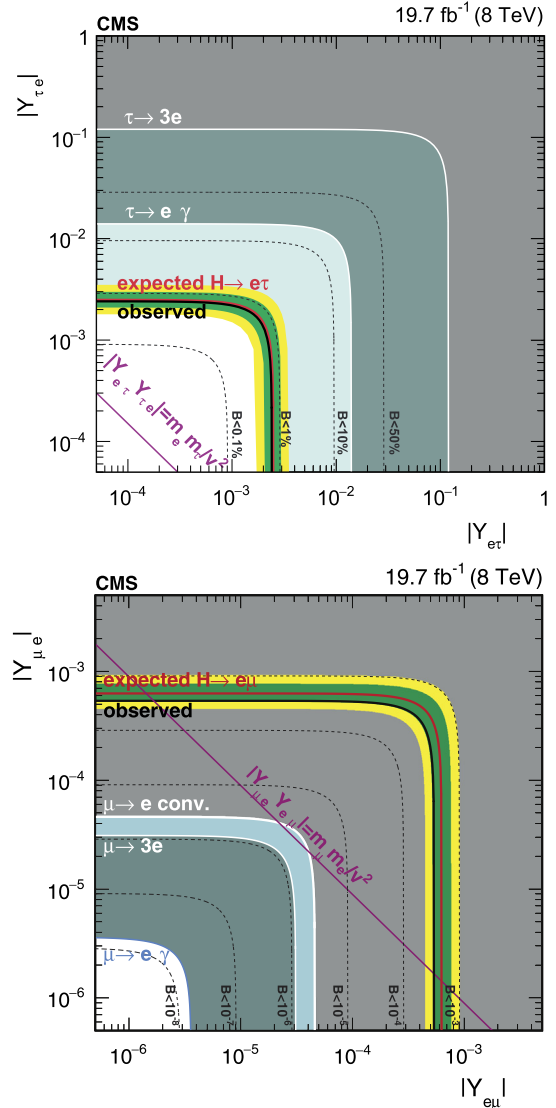 CMS
19.7 fb⁻¹ (8 TeV)
|Y_τe|
1
10⁻¹
10⁻²
10⁻³
10⁻⁴
τ→ 3e
τ→ e γ
expected H→ eτ
observed
|Y_eτ Y_τe|=m_e m_τ/v²
B<0.1%
B<1%
B<10%
B<50%
10⁻⁴ 10⁻³ 10⁻² 10⁻¹ 1
|Y_eτ|
CMS
19.7 fb⁻¹ (8 TeV)
|Y_μe|
10⁻³
10⁻⁴
10⁻⁵
10⁻⁶
expected H→ eμ
observed
|Y_μe Y_eμ|=m_μ m_e/v²
μ→ e conv.
μ→ 3e
μ→ e γ
B<10⁻⁸
B<10⁻⁷
B<10⁻⁶
B<10⁻⁵
B<10⁻⁴
B<10⁻³
10⁻⁶ 10⁻⁵ 10⁻⁴ 10⁻³
|Y_eμ|